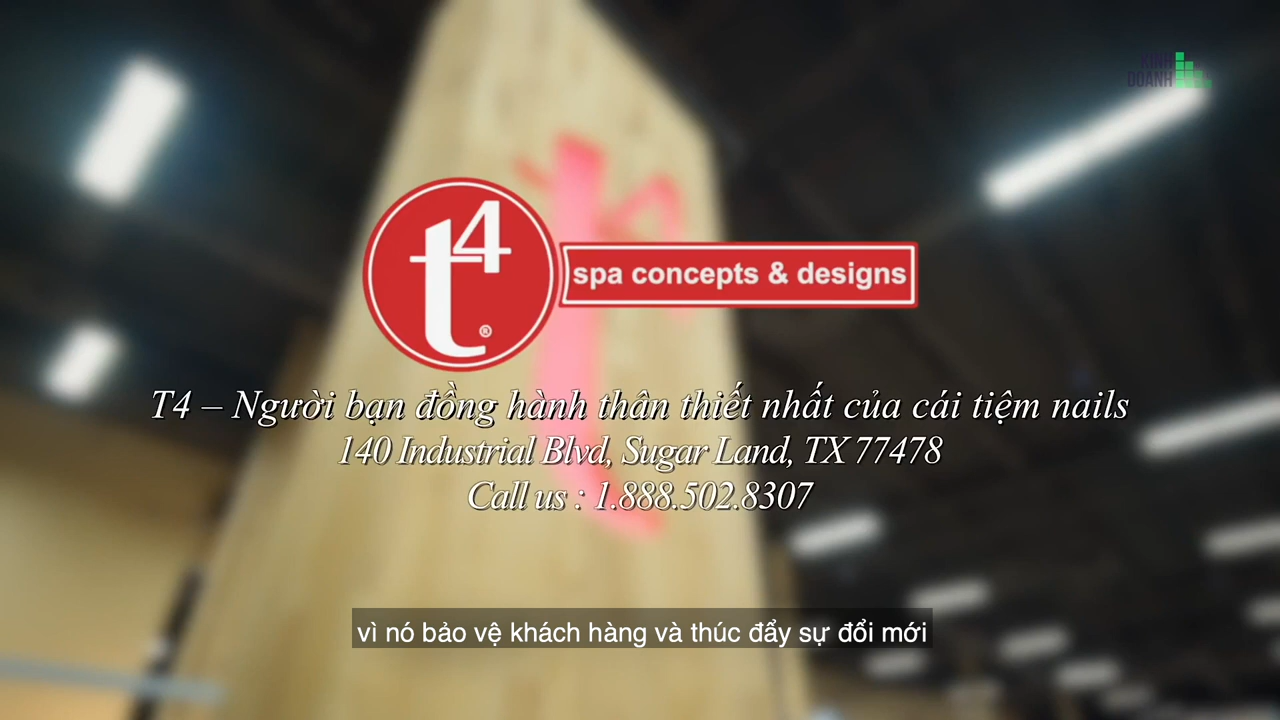 KINH
DOANH
t4
®
spa concepts & designs
T4 – Người bạn đồng hành thân thiết nhất của cái tiệm nails
140 Industrial Blvd, Sugar Land, TX 77478
Call us : 1.888.502.8307
vì nó bảo vệ khách hàng và thúc đẩy sự đổi mới